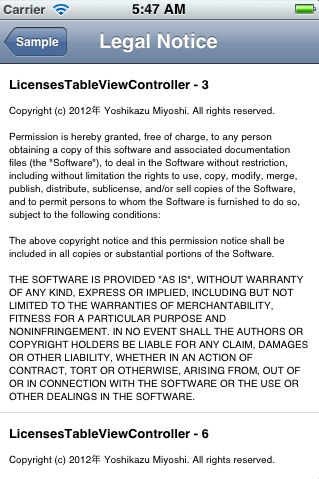 Carrier 5:47 AM
Sample Legal Notice
LicensesTableViewController - 3
Copyright (c) 2012年 Yoshikazu Miyoshi. All rights reserved.
Permission is hereby granted, free of charge, to any person
obtaining a copy of this software and associated documentation
files (the "Software"), to deal in the Software without restriction,
including without limitation the rights to use, copy, modify, merge,
publish, distribute, sublicense, and/or sell copies of the Software,
and to permit persons to whom the Software is furnished to do so,
subject to the following conditions:
The above copyright notice and this permission notice shall be
included in all copies or substantial portions of the Software.
THE SOFTWARE IS PROVIDED "AS IS", WITHOUT WARRANTY
OF ANY KIND, EXPRESS OR IMPLIED, INCLUDING BUT NOT
LIMITED TO THE WARRANTIES OF MERCHANTABILITY,
FITNESS FOR A PARTICULAR PURPOSE AND
NONINFRINGEMENT. IN NO EVENT SHALL THE AUTHORS OR
COPYRIGHT HOLDERS BE LIABLE FOR ANY CLAIM, DAMAGES
OR OTHER LIABILITY, WHETHER IN AN ACTION OF
CONTRACT, TORT OR OTHERWISE, ARISING FROM, OUT OF
OR IN CONNECTION WITH THE SOFTWARE OR THE USE OR
OTHER DEALINGS IN THE SOFTWARE.
LicensesTableViewController - 6
Copyright (c) 2012年 Yoshikazu Miyoshi. All rights reserved.